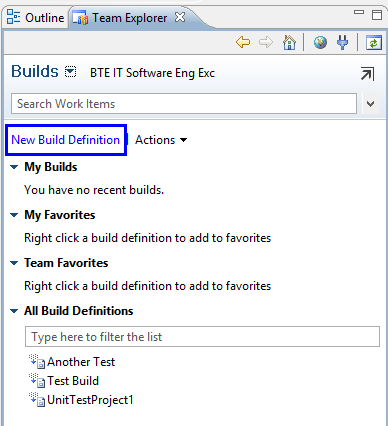 Outline Team Explorer
Builds BTE IT Software Eng Exc
Search Work Items
New Build Definition Actions
My Builds
You have no recent builds.
My Favorites
Right click a build definition to add to favorites
Team Favorites
Right click a build definition to add to favorites
All Build Definitions
Type here to filter the list
Another Test
Test Build
UnitTestProject1